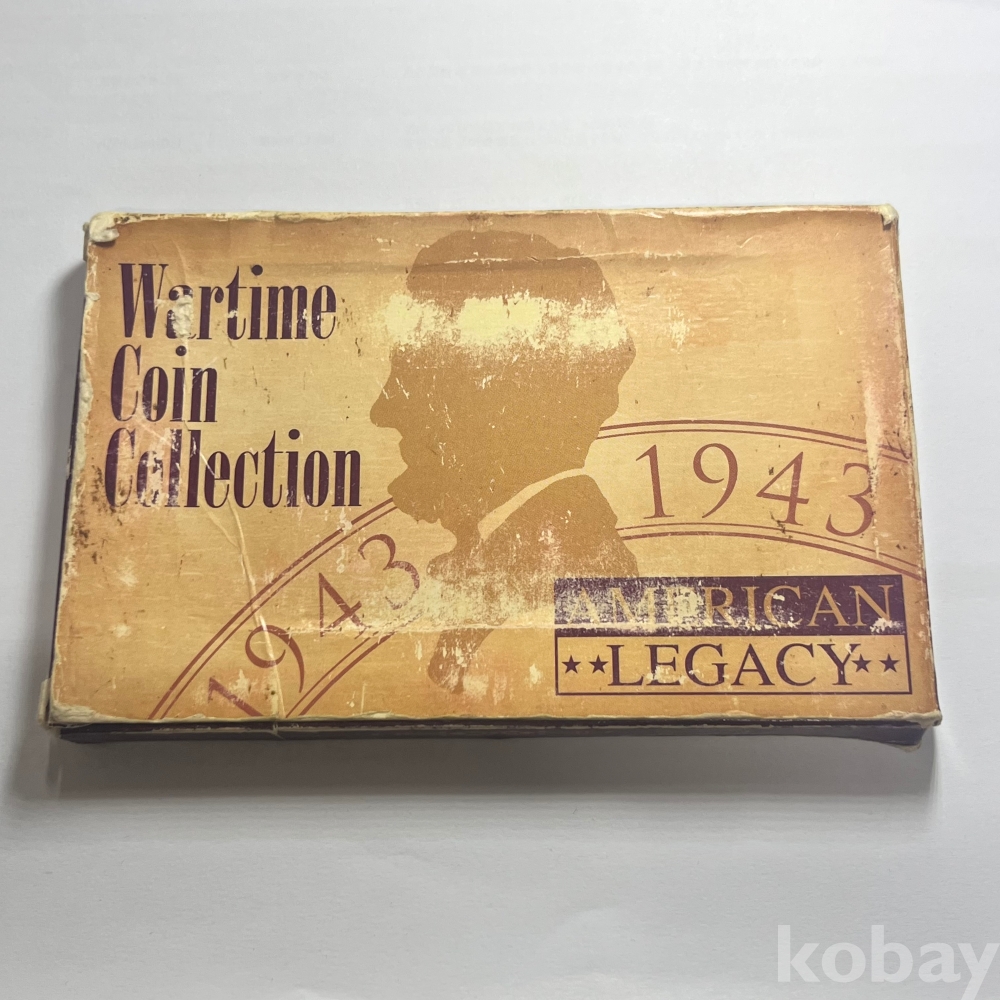 Wartime
Coin
Collection
1943
1943
AMERICAN
★★LEGACY★★
kobay